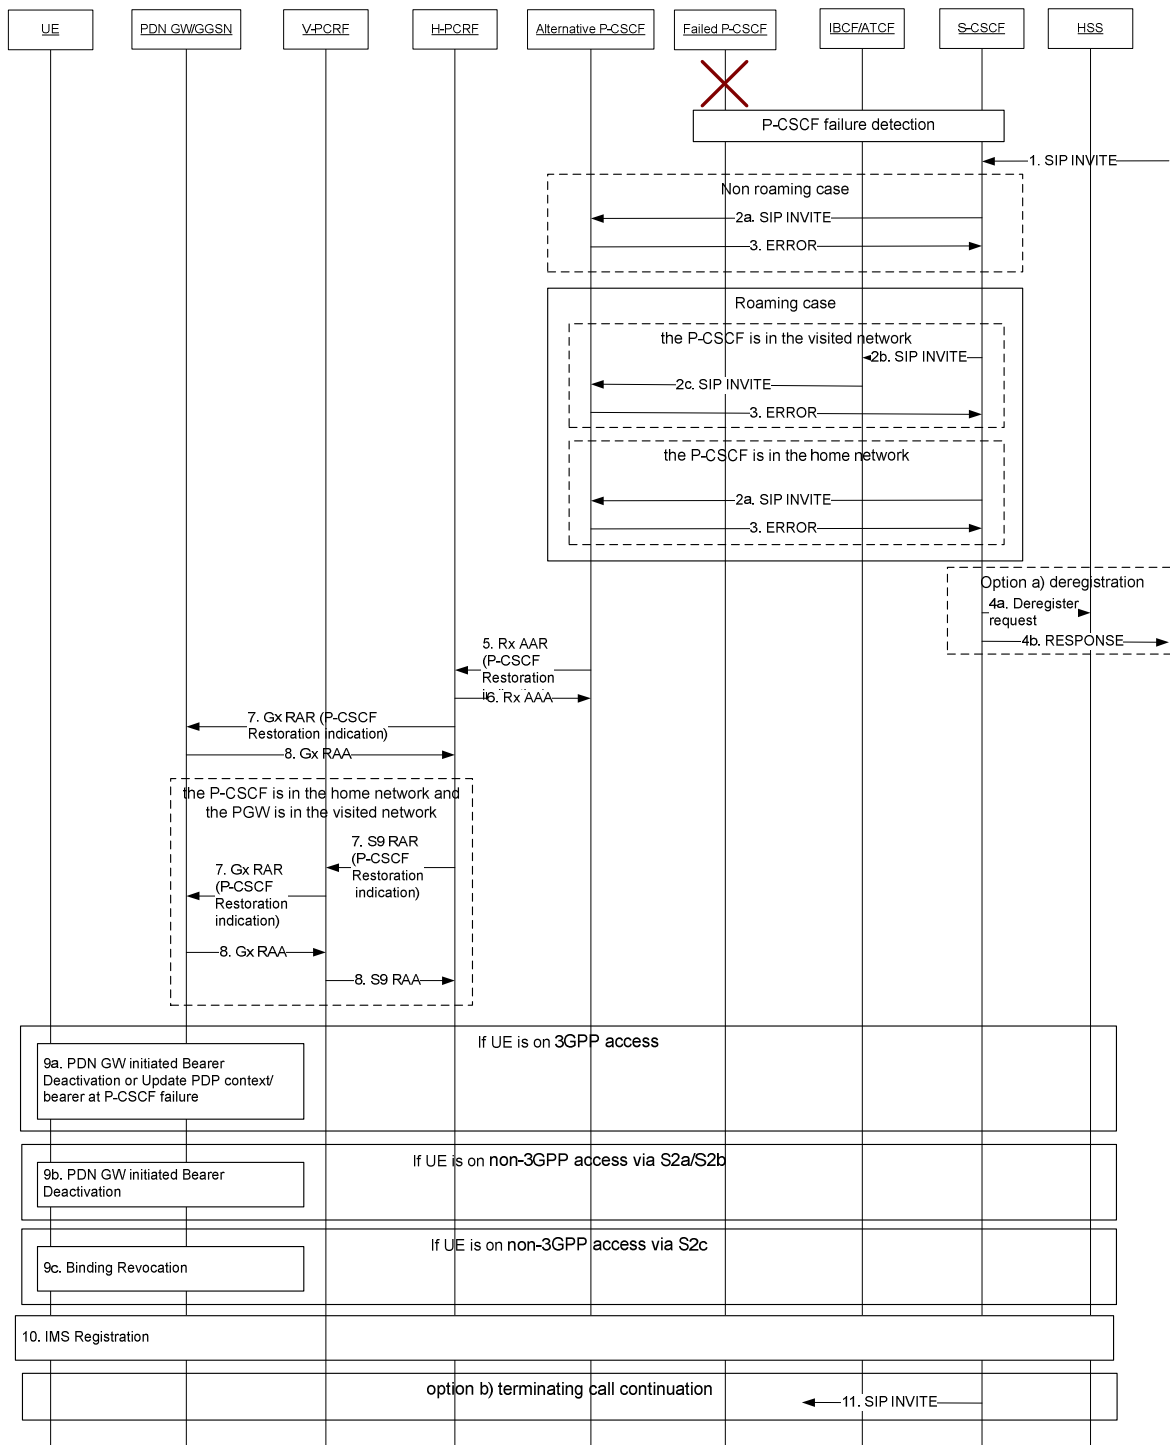 UE
PDN GW/GGSN
V-PCRF
H-PCRF
Alternative P-CSCF
Failed P-CSCF
IBCF/ATCF
S-CSCF
HSS
P-CSCF failure detection
1. SIP INVITE
Non roaming case
2a. SIP INVITE
3. ERROR
Roaming case
the P-CSCF is in the visited network
2b. SIP INVITE
2c. SIP INVITE
3. ERROR
the P-CSCF is in the home network
2a. SIP INVITE
3. ERROR
Option a) deregistration
4a. Deregister
request
4b. RESPONSE
5. Rx AAR
(P-CSCF
Restoration
6. Rx AAA
7. Gx RAR (P-CSCF
Restoration indication)
8. Gx RAA
the P-CSCF is in the home network and
the PGW is in the visited network
7. S9 RAR
(P-CSCF
Restoration
indication)
7. Gx RAR
(P-CSCF
Restoration
indication)
8. Gx RAA
8. S9 RAA
If UE is on 3GPP access
9a. PDN GW initiated Bearer
Deactivation or Update PDP context/
bearer at P-CSCF failure
If UE is on non-3GPP access via S2a/S2b
9b. PDN GW initiated Bearer
Deactivation
If UE is on non-3GPP access via S2c
9c. Binding Revocation
10. IMS Registration
option b) terminating call continuation
11. SIP INVITE